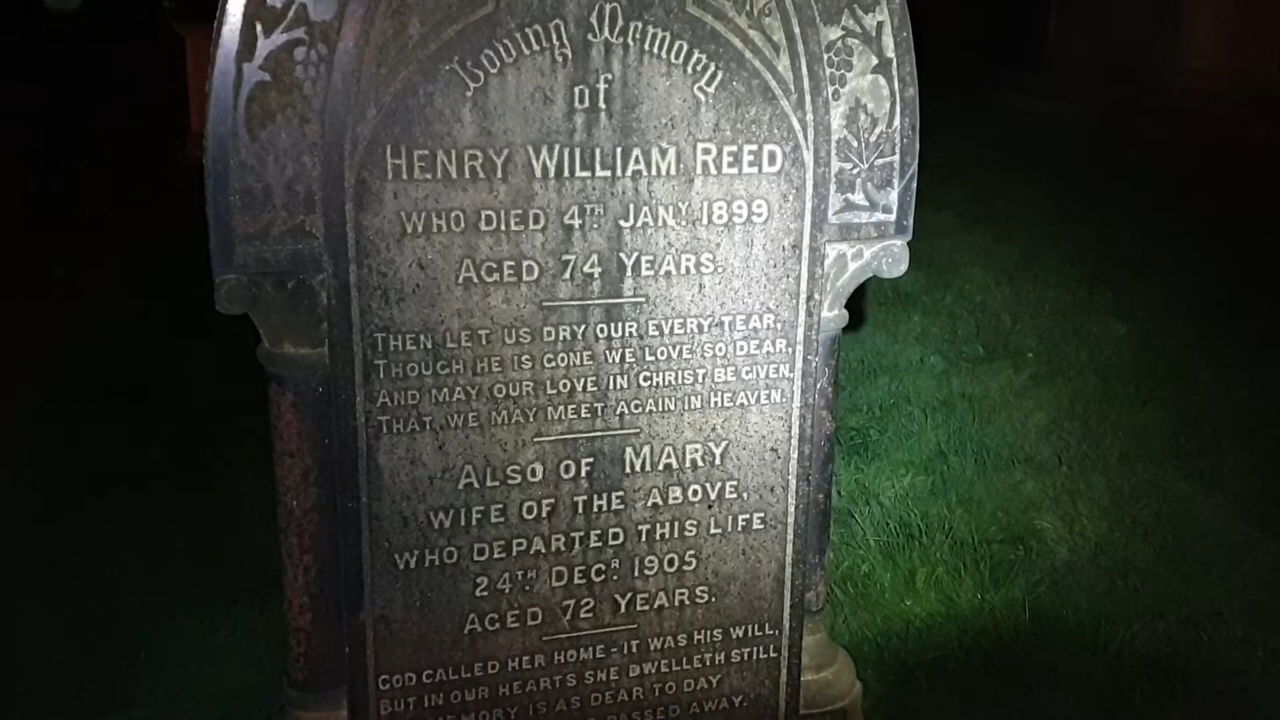 Loving Memory
of
HENRY WILLIAM REED
WHO DIED 4TH JANY 1899
AGED 74 YEARS.
THEN LET US DRY OUR EVERY TEAR,
THOUGH HE IS GONE WE LOVE SO DEAR,
AND MAY OUR LOVE IN CHRIST BE GIVEN,
THAT WE MAY MEET AGAIN IN HEAVEN.
ALSO OF MARY
WIFE OF THE ABOVE,
WHO DEPARTED THIS LIFE
24TH DECR 1905
AGED 72 YEARS.
GOD CALLED HER HOME - IT WAS HIS WILL,
BUT IN OUR HEARTS SHE DWELLETH STILL
MEMORY IS AS DEAR TO DAY
PASSED AWAY.